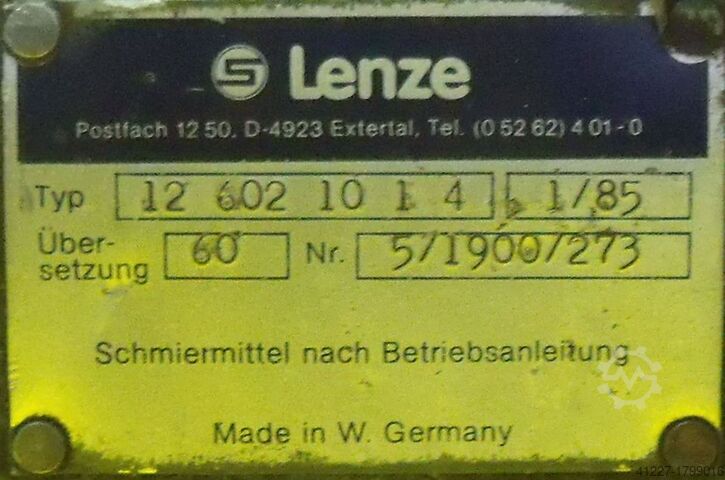 Lenze
Postfach 12 50. D-4923 Extertal, Tel. (0 52 62) 4 01-0
Typ 12 602 10 1 4 1/85
Über-
setzung 60 Nr. 5/1900/273
Schmiermittel nach Betriebsanleitung
Made in W. Germany
41227-1799016